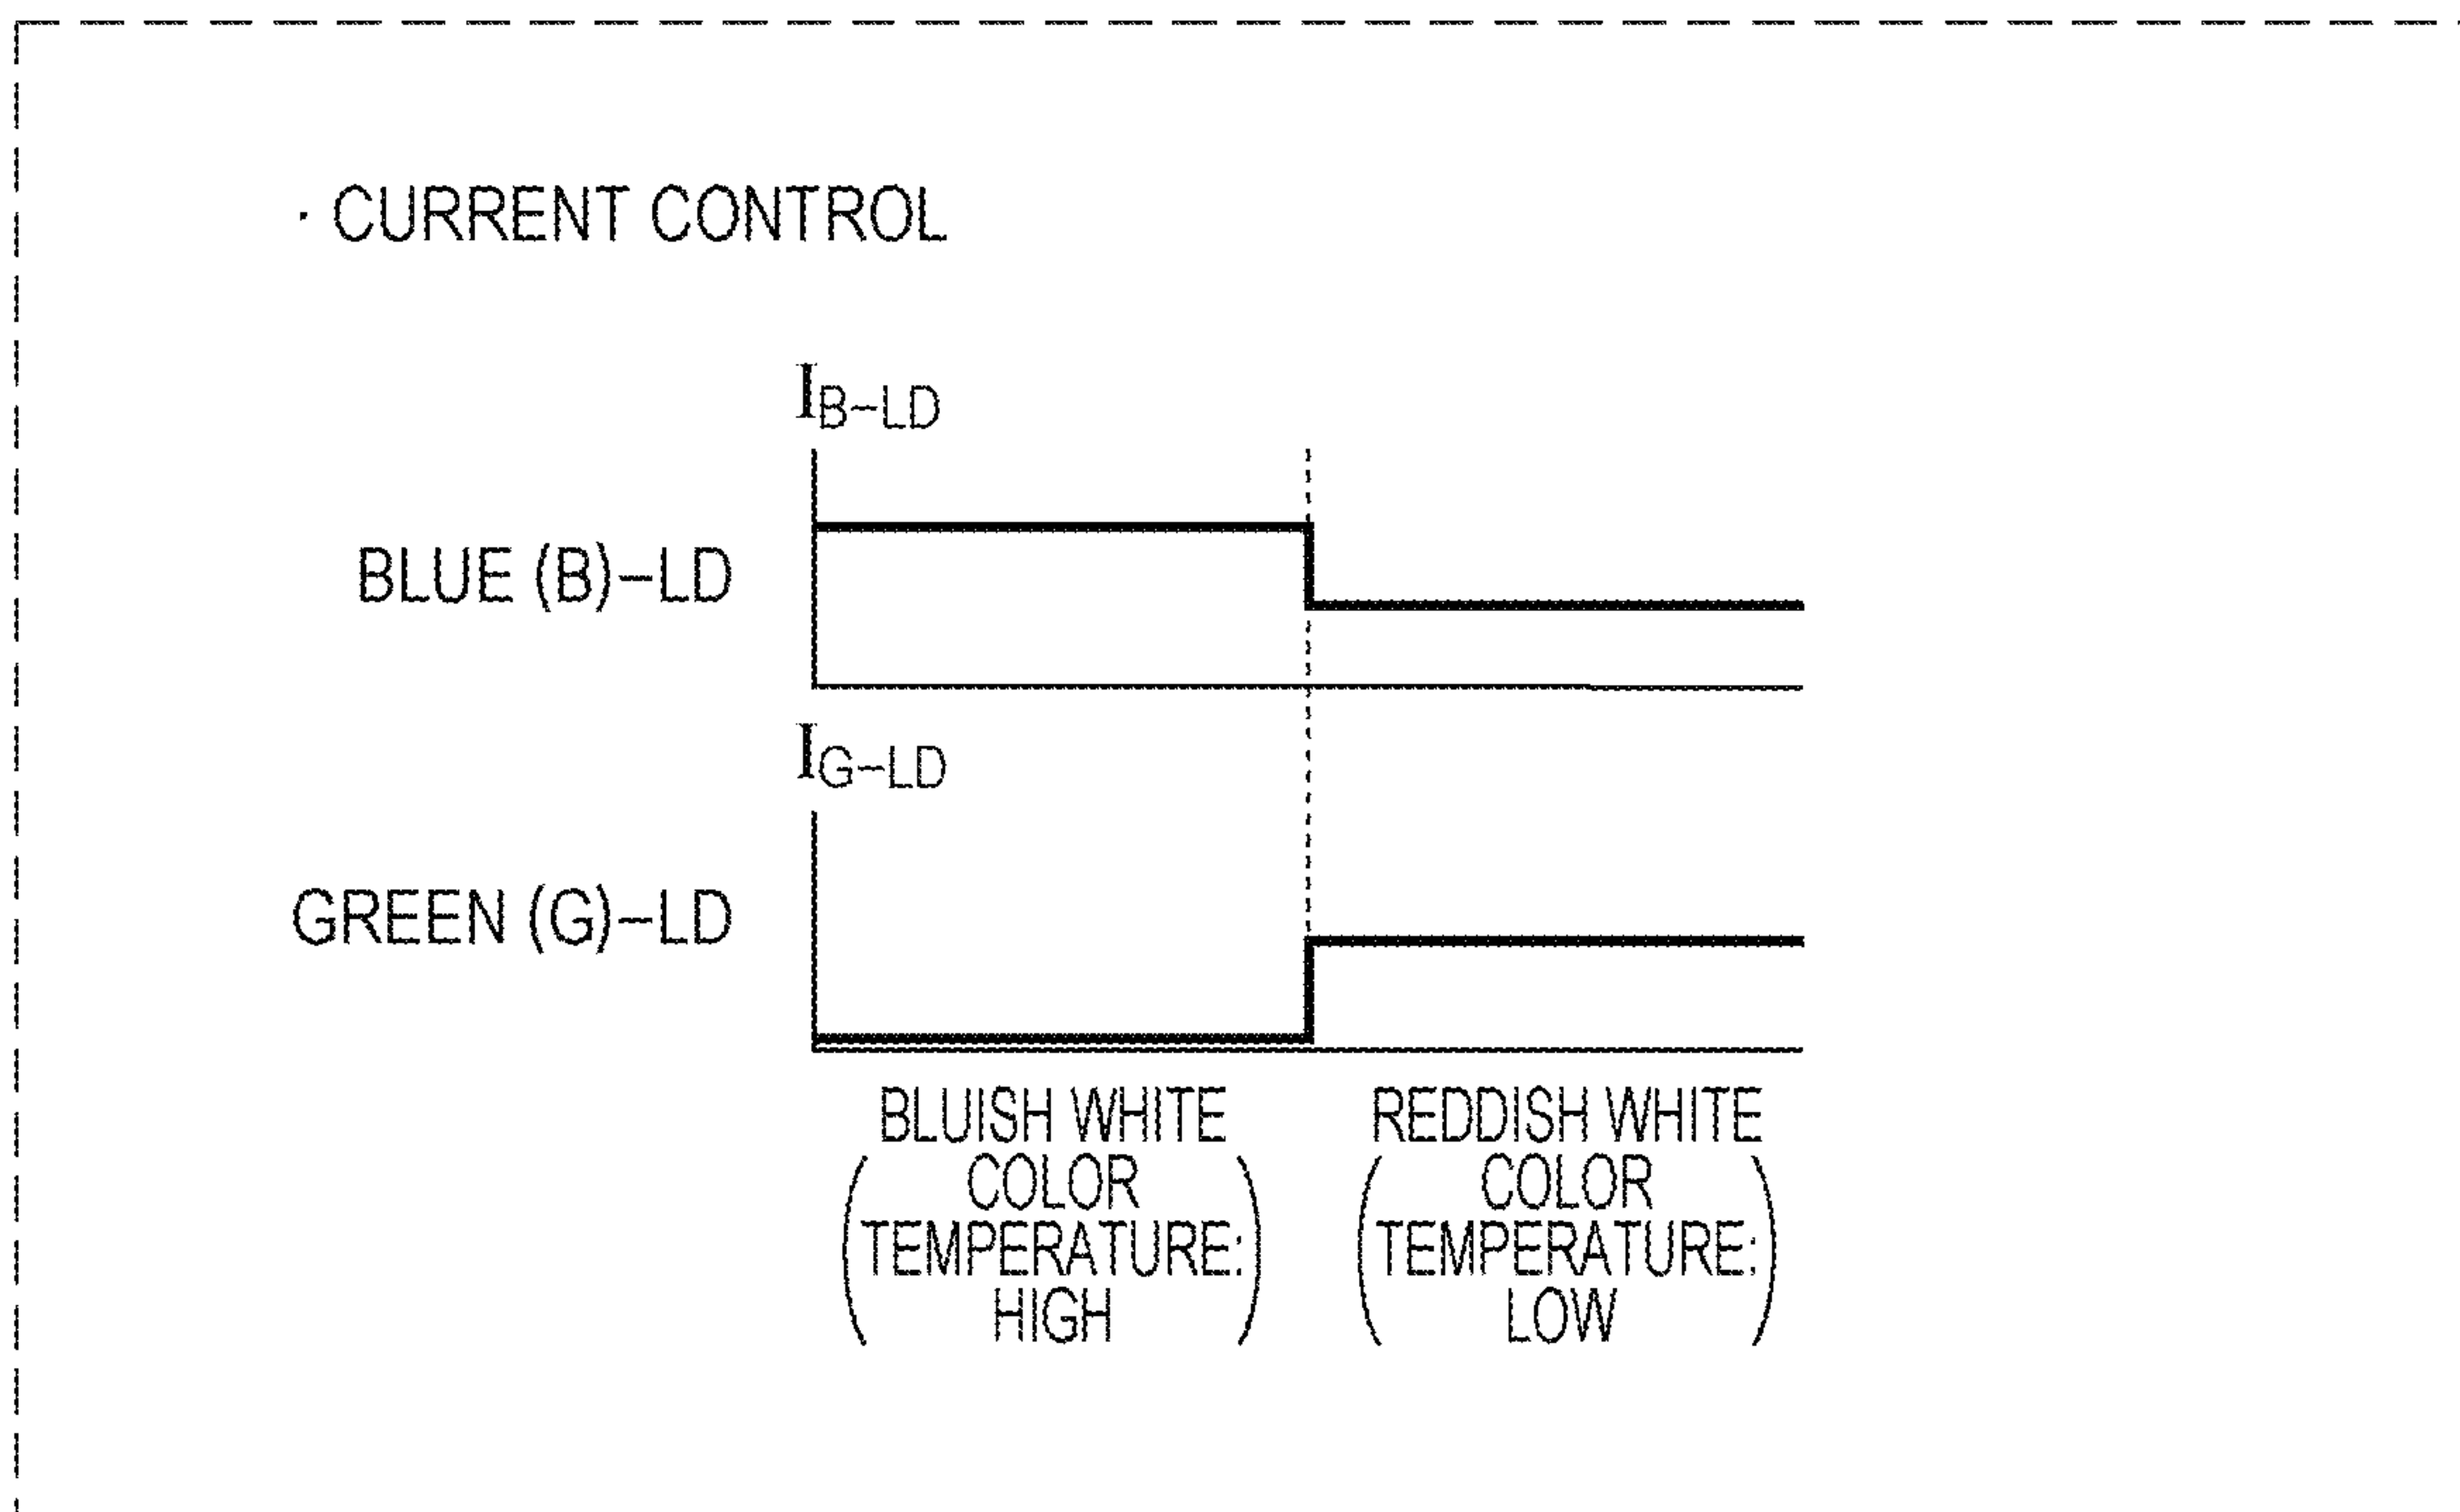 · CURRENT CONTROL
IB-LD
BLUE (B)-LD
IG-LD
GREEN (G)-LD
BLUISH WHITE
(COLOR
TEMPERATURE:
HIGH)
REDDISH WHITE
(COLOR
TEMPERATURE:
LOW)